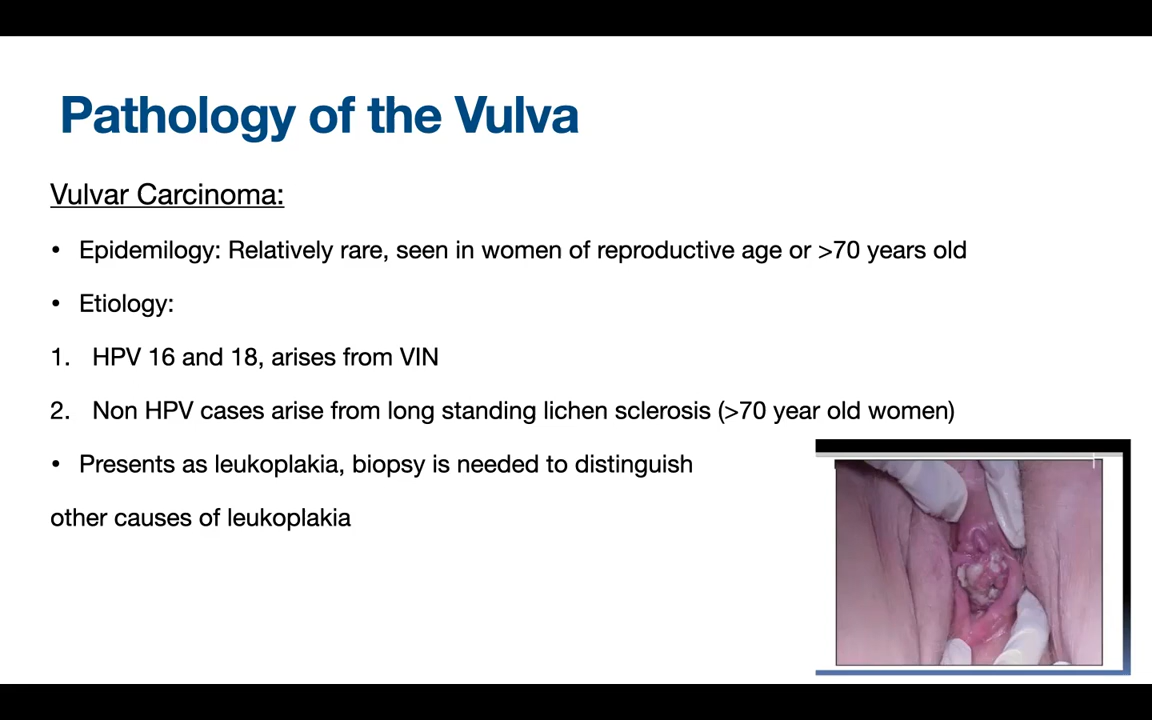 Pathology of the Vulva
Vulvar Carcinoma:
• Epidemilogy: Relatively rare, seen in women of reproductive age or >70 years old
• Etiology:
1. HPV 16 and 18, arises from VIN
2. Non HPV cases arise from long standing lichen sclerosis (>70 year old women)
• Presents as leukoplakia, biopsy is needed to distinguish
other causes of leukoplakia